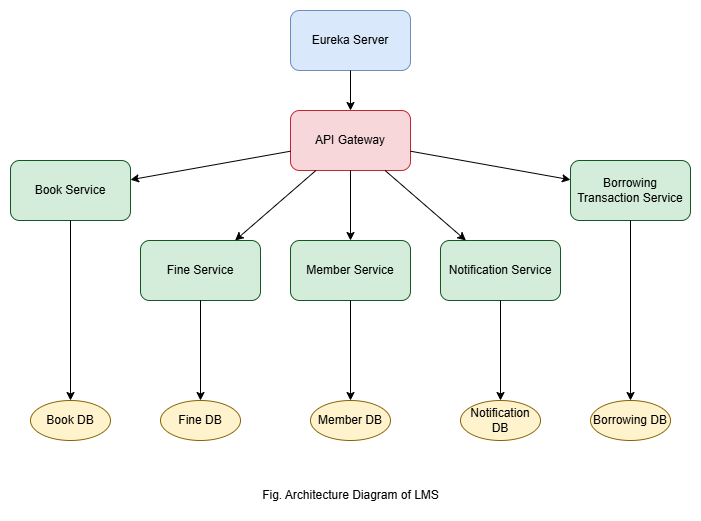 Eureka Server
API Gateway
Book Service
Borrowing
Transaction Service
Fine Service
Member Service
Notification Service
Book DB
Fine DB
Member DB
Notification
DB
Borrowing DB
Fig. Architecture Diagram of LMS